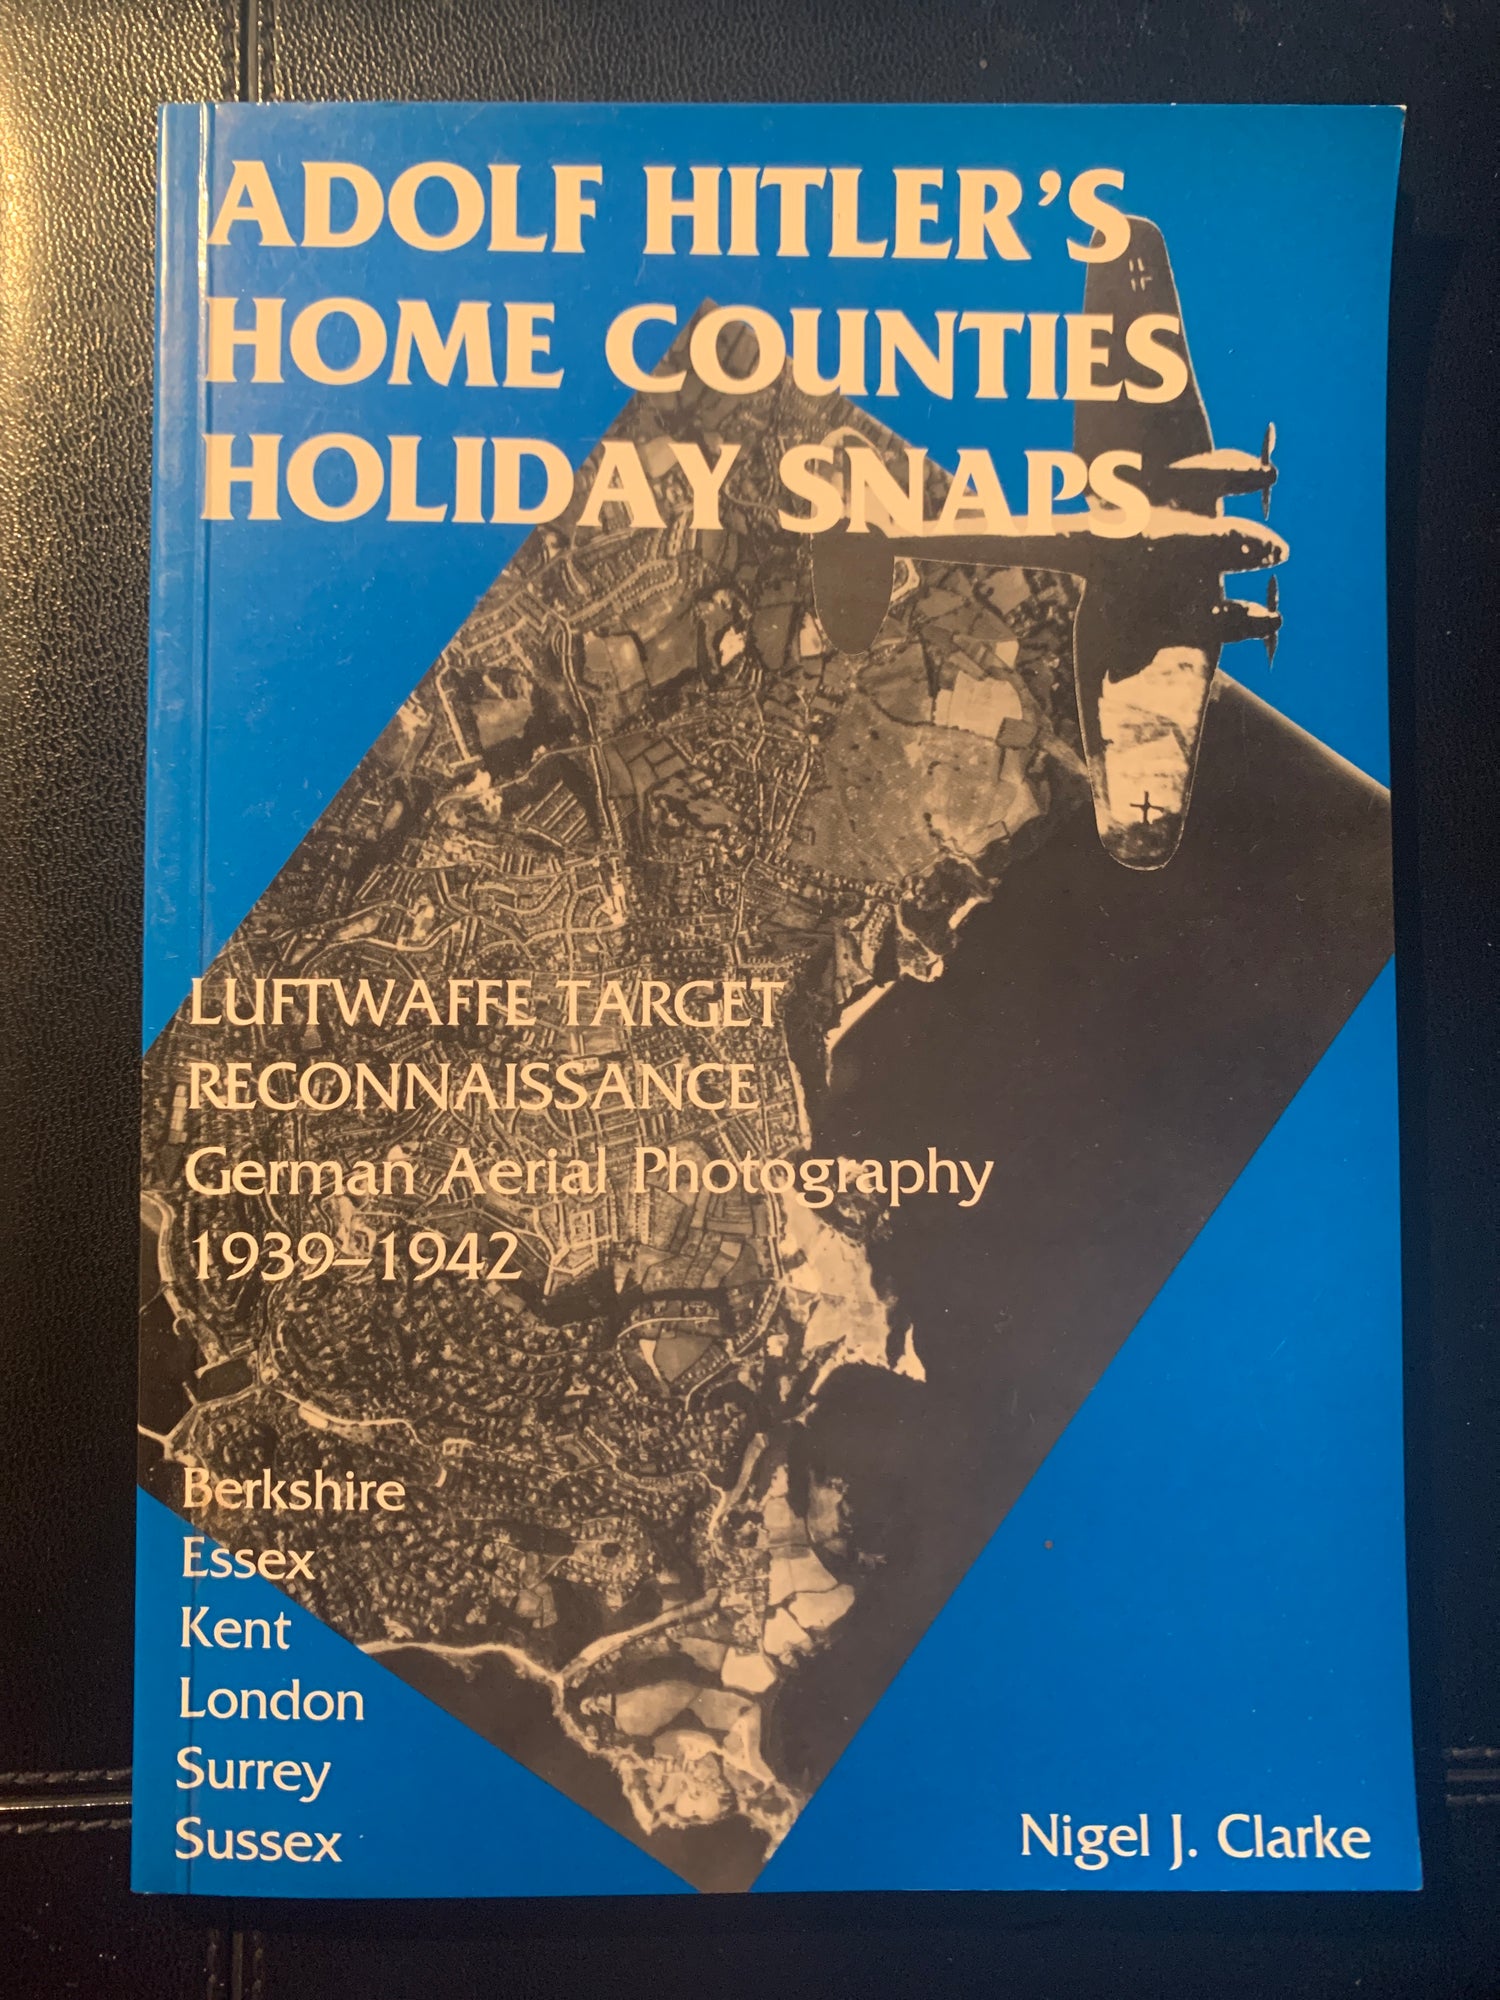 ADOLF HITLER'S
HOME COUNTIES
HOLIDAY SNAPS
LUFTWAFFE TARGET
RECONNAISSANCE
German Aerial Photography
1939–1942
Berkshire
Essex
Kent
London
Surrey
Sussex
Nigel J. Clarke